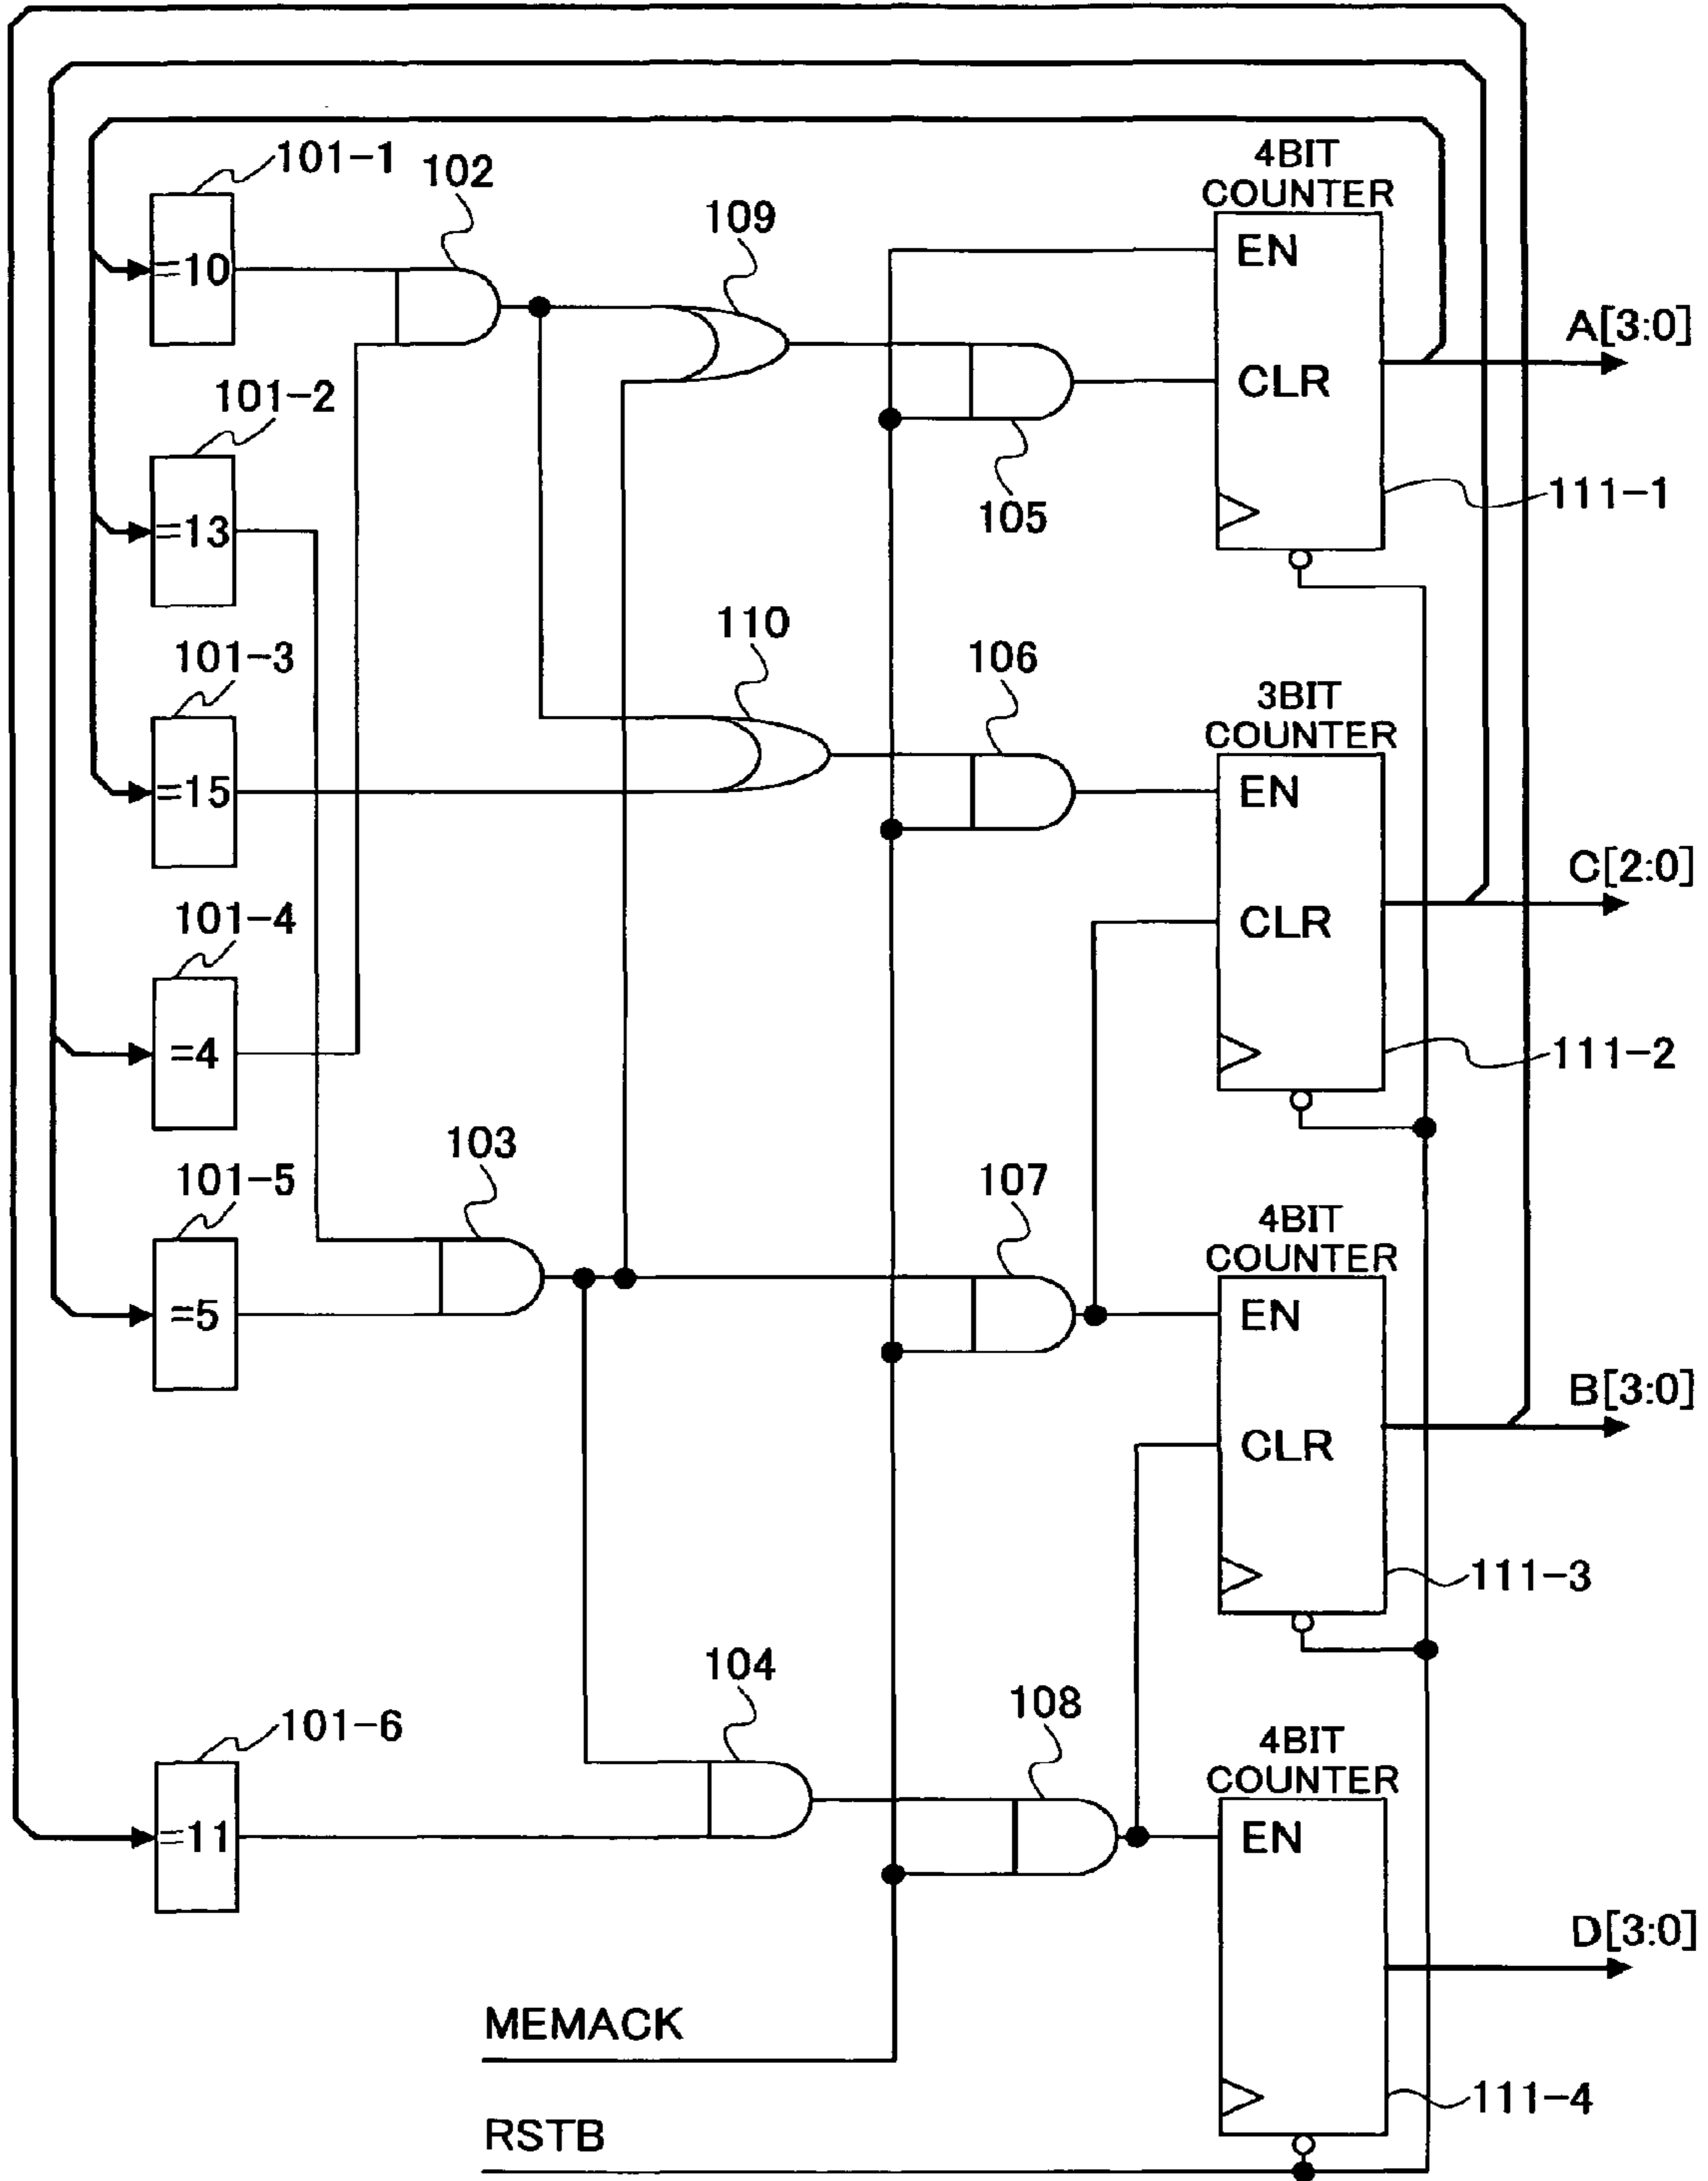 101-1
102
4BIT
COUNTER
109
=10
EN
A[3:0]
CLR
101-2
105
111-1
=13
110
101-3
106
3BIT
COUNTER
=15
EN
C[2:0]
101-4
CLR
=4
111-2
103
101-5
107
4BIT
COUNTER
=5
EN
B[3:0]
CLR
111-3
104
108
101-6
4BIT
COUNTER
=11
EN
D[3:0]
MEMACK
111-4
RSTB